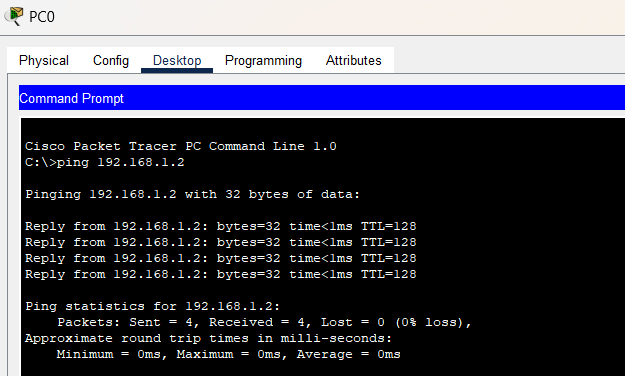 PC0
Physical Config Desktop Programming Attributes
Command Prompt
Cisco Packet Tracer PC Command Line 1.0
C:\>ping 192.168.1.2
Pinging 192.168.1.2 with 32 bytes of data:
Reply from 192.168.1.2: bytes=32 time<1ms TTL=128
Reply from 192.168.1.2: bytes=32 time<1ms TTL=128
Reply from 192.168.1.2: bytes=32 time<1ms TTL=128
Reply from 192.168.1.2: bytes=32 time<1ms TTL=128
Ping statistics for 192.168.1.2:
Packets: Sent = 4, Received = 4, Lost = 0 (0% loss),
Approximate round trip times in milli-seconds:
Minimum = 0ms, Maximum = 0ms, Average = 0ms